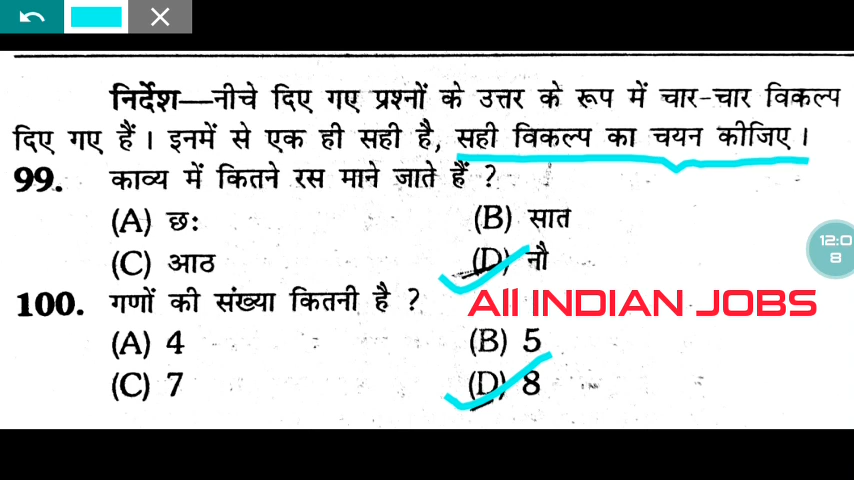 निर्देश—नीचे दिए गए प्रश्नों के उत्तर के रूप में चार-चार विकल्प
दिए गए हैं। इनमें से एक ही सही है, सही विकल्प का चयन कीजिए।
99. काव्य में कितने रस माने जाते हैं ?
(A) छः (B) सात
(C) आठ (D) नौ
12:08
100. गणों की संख्या कितनी है ?
All INDIAN JOBS
(A) 4 (B) 5
(C) 7 (D) 8